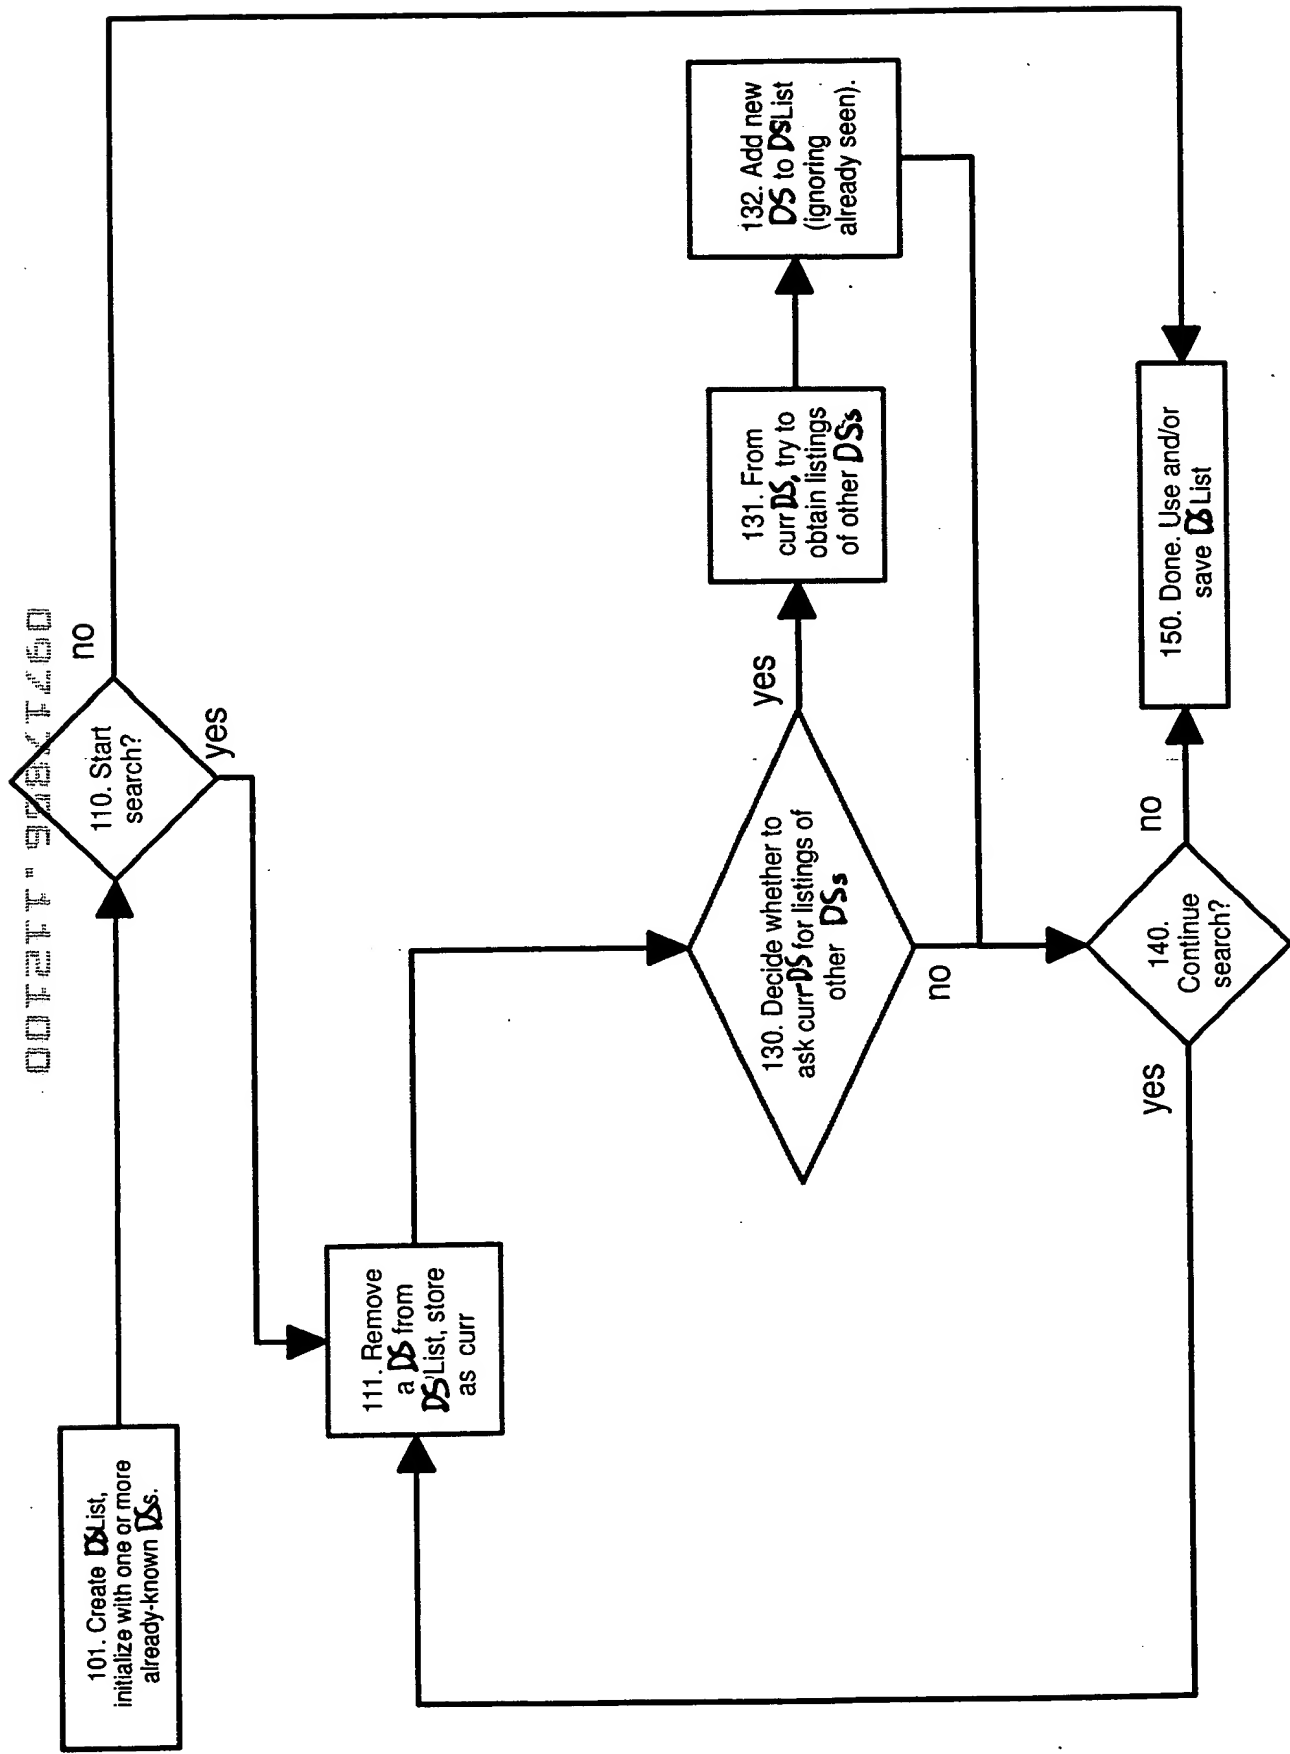 09717896.112100
101. Create DSList,
initialize with one or more
already-known DSs.
110. Start
search?
no
yes
111. Remove
a DS from
DSList, store
as curr
130. Decide whether to
ask currDS for listings of
other DSs
yes
no
131. From
currDS, try to
obtain listings
of other DSs
132. Add new
DS to DSList
(ignoring
already seen).
140.
Continue
search?
yes
no
150. Done. Use and/or
save DSList